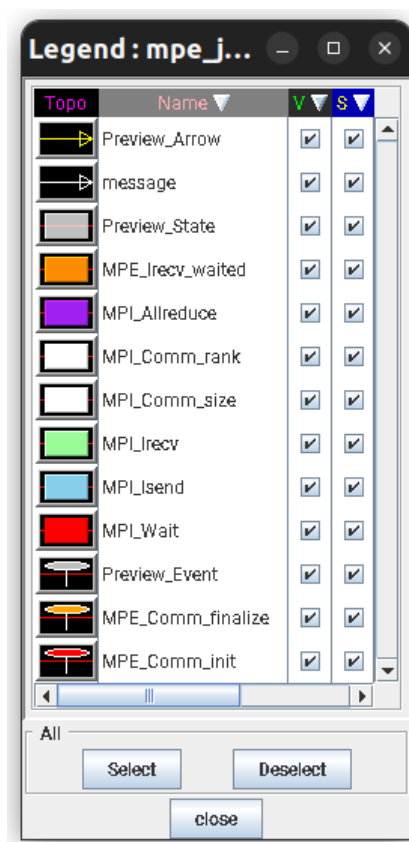 Legend : mpe_j...
Topo Name V S
Preview_Arrow
message
Preview_State
MPE_Irecv_waited
MPI_Allreduce
MPI_Comm_rank
MPI_Comm_size
MPI_Irecv
MPI_Isend
MPI_Wait
Preview_Event
MPE_Comm_finalize
MPE_Comm_init
All
Select Deselect
close